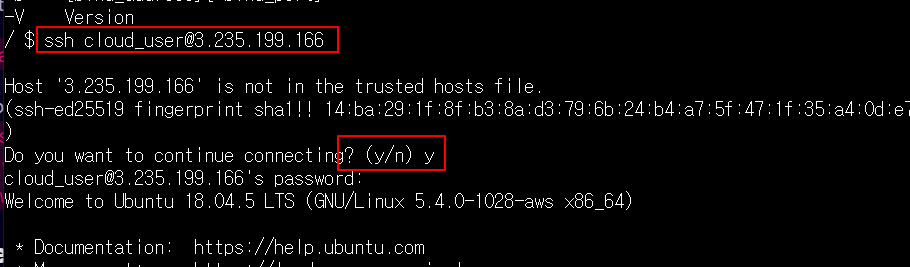 -V Version
/ $ ssh cloud_user@3.235.199.166
Host '3.235.199.166' is not in the trusted hosts file.
(ssh-ed25519 fingerprint sha1!! 14:ba:29:1f:8f:b3:8a:d3:79:6b:24:b4:a7:5f:47:1f:35:a4:0d:e7
)
Do you want to continue connecting? (y/n) y
cloud_user@3.235.199.166's password:
Welcome to Ubuntu 18.04.5 LTS (GNU/Linux 5.4.0-1028-aws x86_64)
* Documentation: https://help.ubuntu.com